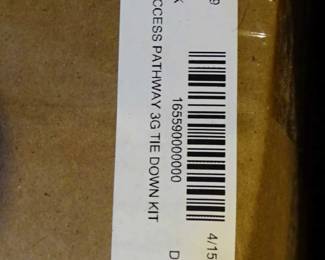 CCESS PATHWAY 3G TIE DOWN KIT
165590000000
4/15